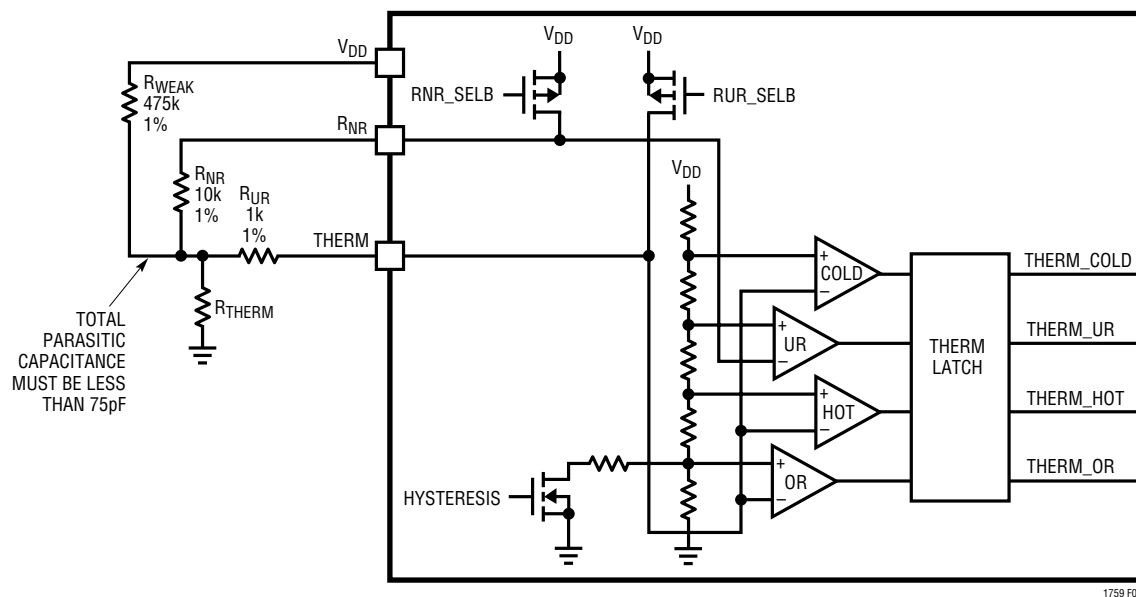 VDD
RWEAK
475k
1%
RNR
RNR
10k
1%
RUR
1k
1%
THERM
RTHERM
TOTAL
PARASITIC
CAPACITANCE
MUST BE LESS
THAN 75pF
VDD
VDD
RNR_SELB
RUR_SELB
VDD
+
COLD
–
+
UR
–
+
HOT
–
+
OR
–
HYSTERESIS
THERM
LATCH
THERM_COLD
THERM_UR
THERM_HOT
THERM_OR
1759 F0